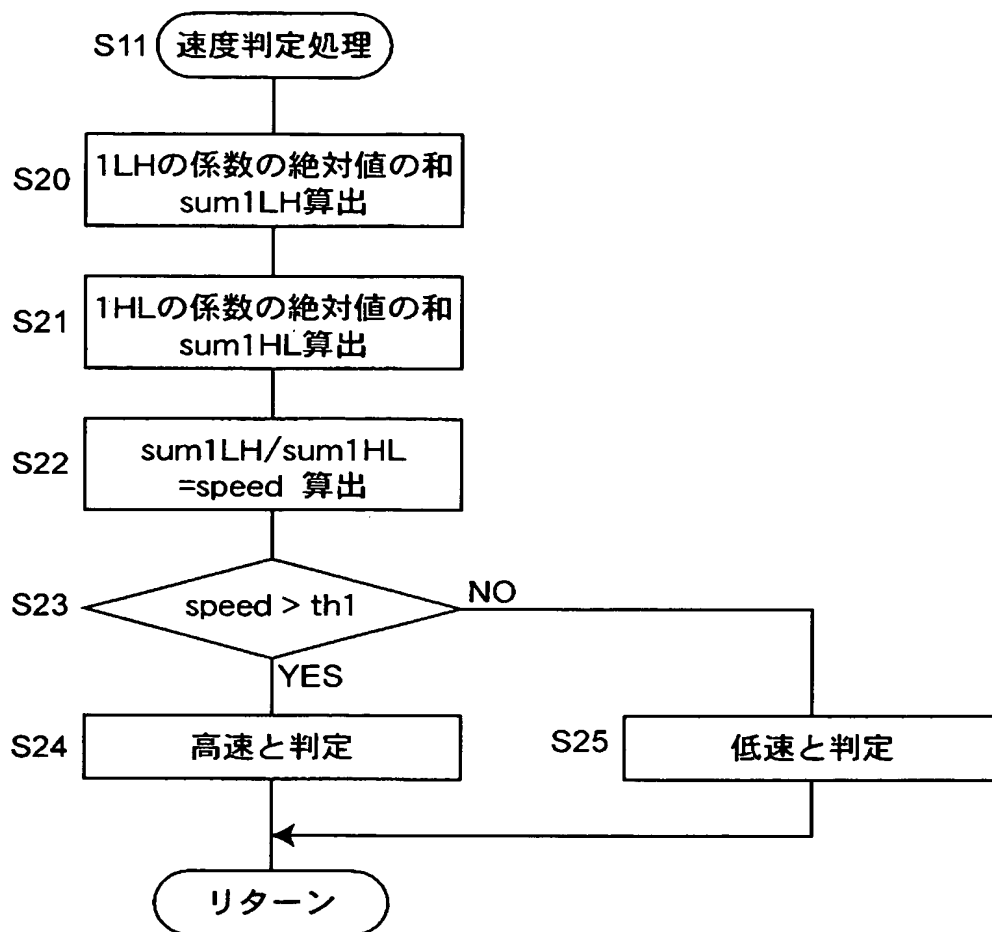 S11 速度判定処理
S20 1LHの係数の絶対値の和
sum1LH算出
S21 1HLの係数の絶対値の和
sum1HL算出
S22 sum1LH/sum1HL
=speed 算出
S23 speed > th1 NO
YES
S24 高速と判定 S25 低速と判定
リターン